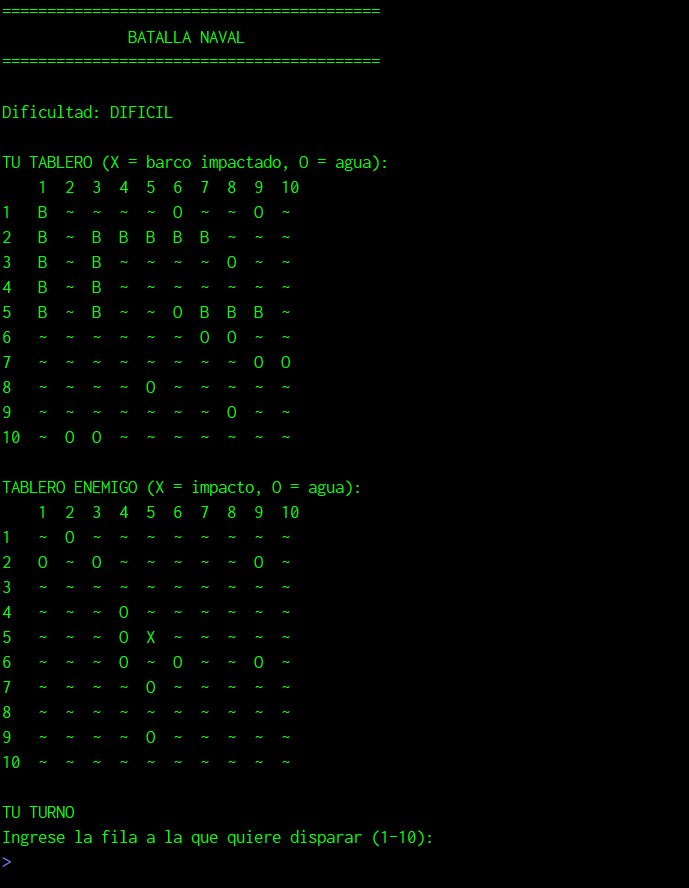 ==========================================
              BATALLA NAVAL
==========================================
Dificultad: DIFICIL
TU TABLERO (X = barco impactado, O = agua):
    1  2  3  4  5  6  7  8  9  10
1   B  ~  ~  ~  ~  O  ~  ~  O  ~
2   B  ~  B  B  B  B  B  ~  ~  ~
3   B  ~  B  ~  ~  ~  ~  O  ~  ~
4   B  ~  B  ~  ~  ~  ~  ~  ~  ~
5   B  ~  B  ~  ~  O  B  B  B  ~
6   ~  ~  ~  ~  ~  ~  O  O  ~  ~
7   ~  ~  ~  ~  ~  ~  ~  ~  O  O
8   ~  ~  ~  ~  O  ~  ~  ~  ~  ~
9   ~  ~  ~  ~  ~  ~  ~  O  ~  ~
10  ~  O  O  ~  ~  ~  ~  ~  ~  ~
TABLERO ENEMIGO (X = impacto, O = agua):
    1  2  3  4  5  6  7  8  9  10
1   ~  O  ~  ~  ~  ~  ~  ~  ~  ~
2   O  ~  O  ~  ~  ~  ~  ~  O  ~
3   ~  ~  ~  ~  ~  ~  ~  ~  ~  ~
4   ~  ~  ~  O  ~  ~  ~  ~  ~  ~
5   ~  ~  ~  O  X  ~  ~  ~  ~  ~
6   ~  ~  ~  O  ~  O  ~  ~  O  ~
7   ~  ~  ~  ~  O  ~  ~  ~  ~  ~
8   ~  ~  ~  ~  ~  ~  ~  ~  ~  ~
9   ~  ~  ~  ~  O  ~  ~  ~  ~  ~
10  ~  ~  ~  ~  ~  ~  ~  ~  ~  ~
TU TURNO
Ingrese la fila a la que quiere disparar (1-10):
>